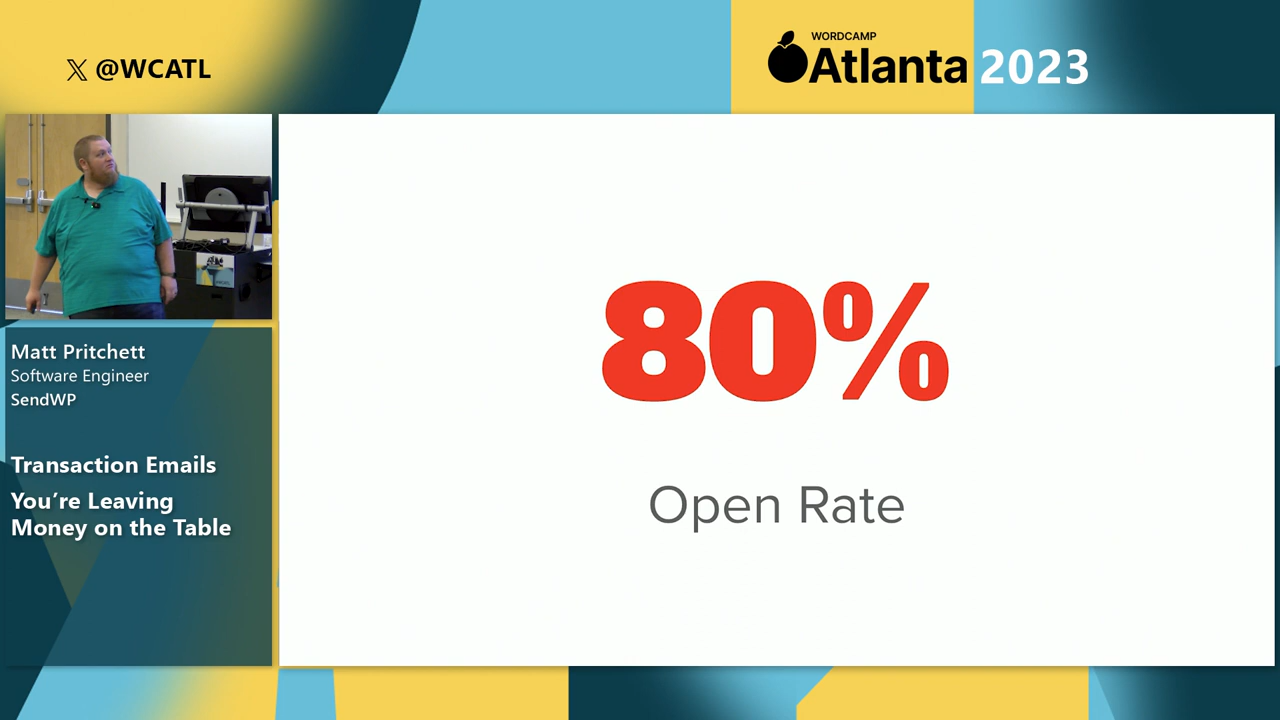 𝕏 @WCATL
WORDCAMP
Atlanta 2023
80%
Open Rate
Matt Pritchett
Software Engineer
SendWP
Transaction Emails
You’re Leaving
Money on the Table